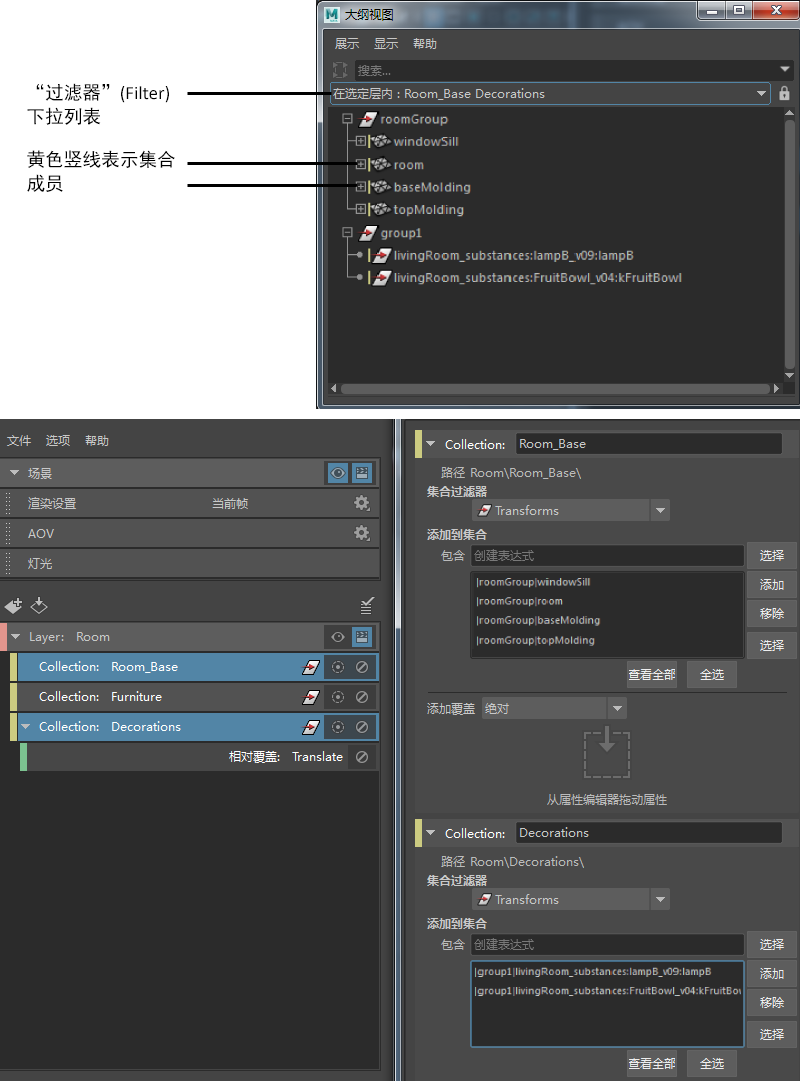 大纲视图
展示 显示 帮助
搜索...
“过滤器”(Filter)
下拉列表
在选定层内 : Room_Base Decorations
roomGroup
windowSill
黄色竖线表示集合
成员
room
baseMolding
topMolding
group1
livingRoom_substances:lampB_v09:lampB
livingRoom_substances:FruitBowl_v04:kFruitBowl
文件 选项 帮助
场景
渲染设置 当前帧
AOV
灯光
Layer: Room
Collection: Room_Base
Collection: Furniture
Collection: Decorations
相对覆盖: Translate
Collection: Room_Base
路径 Room\Room_Base\
集合过滤器
Transforms
添加到集合
包含 创建表达式 选择
|roomGroup|windowSill 添加
|roomGroup|room
|roomGroup|baseMolding 移除
|roomGroup|topMolding 选择
查看全部 全选
添加覆盖 绝对
从属性编辑器拖动属性
Collection: Decorations
路径 Room\Decorations\
集合过滤器
Transforms
添加到集合
包含 创建表达式 选择
|group1|livingRoom_substances:lampB_v09:lampB 添加
|group1|livingRoom_substances:FruitBowl_v04:kFruitBow
移除
选择
查看全部 全选